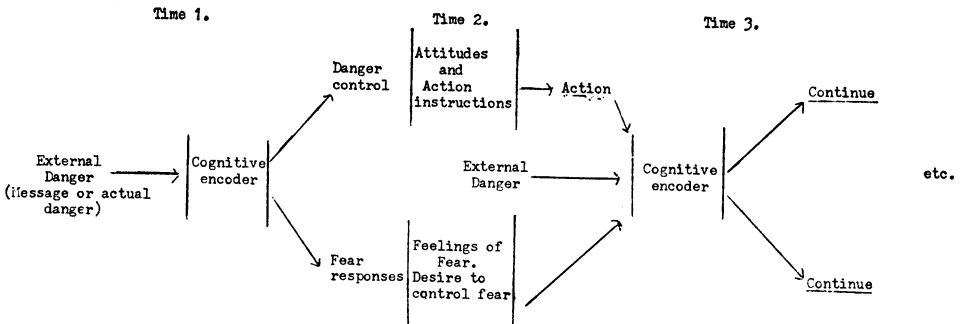 Time 1.
Time 2.
Time 3.
External
Danger
(Message or actual
danger)
Cognitive
encoder
Danger
control
Attitudes
and
Action
instructions
Action
Fear
responses
Feelings of
Fear.
Desire to
control fear
External
Danger
Cognitive
encoder
Continue
Continue
etc.